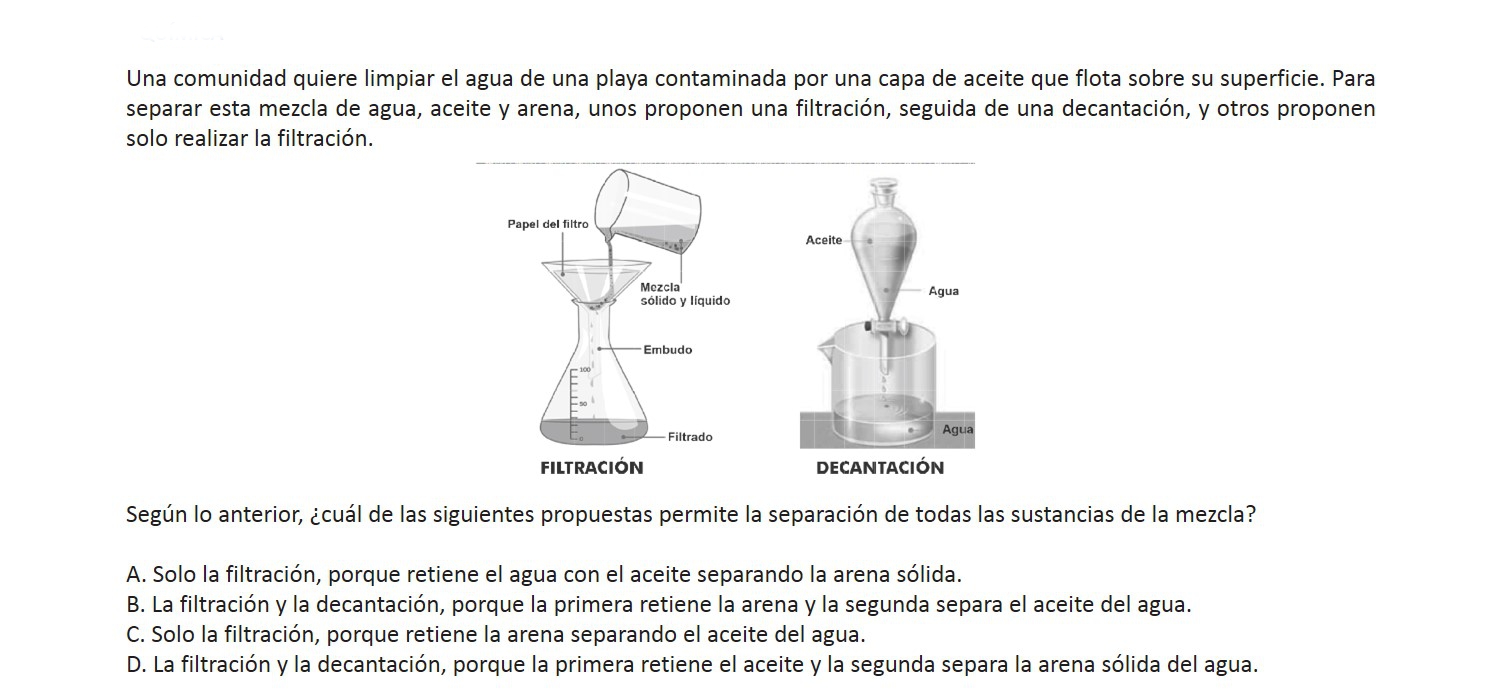 Una comunidad quiere limpiar el agua de una playa contaminada por una capa de aceite que flota sobre su superficie. Para
separar esta mezcla de agua, aceite y arena, unos proponen una filtración, seguida de una decantación, y otros proponen
solo realizar la filtración.
Papel del filtro
Mezcla
sólido y líquido
Embudo
100
50
0
Filtrado
FILTRACIÓN
Aceite
Agua
Agua
DECANTACIÓN
Según lo anterior, ¿cuál de las siguientes propuestas permite la separación de todas las sustancias de la mezcla?
A. Solo la filtración, porque retiene el agua con el aceite separando la arena sólida.
B. La filtración y la decantación, porque la primera retiene la arena y la segunda separa el aceite del agua.
C. Solo la filtración, porque retiene la arena separando el aceite del agua.
D. La filtración y la decantación, porque la primera retiene el aceite y la segunda separa la arena sólida del agua.